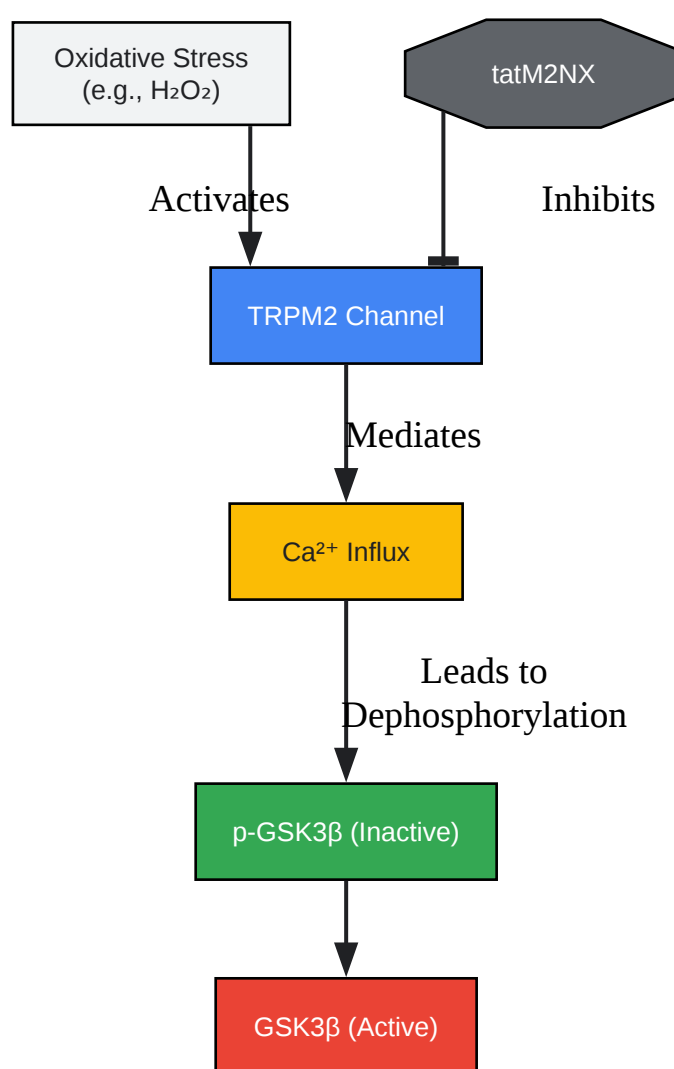 Oxidative Stress
(e.g., H₂O₂)
tatM2NX
Activates
Inhibits
TRPM2 Channel
Mediates
Ca²⁺ Influx
Leads to
Dephosphorylation
p-GSK3β (Inactive)
GSK3β (Active)